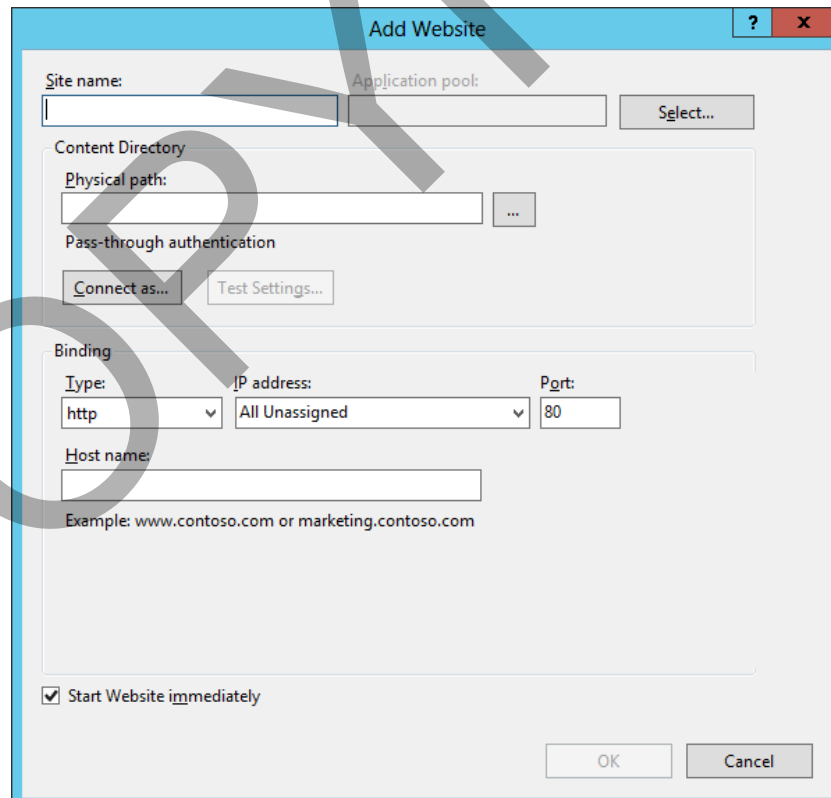 Add Website
?
x
Site name:
Application pool:
Select...
Content Directory
Physical path:
...
Pass-through authentication
Connect as...
Test Settings...
Binding
Type:
IP address:
Port:
http
All Unassigned
80
Host name:
Example: www.contoso.com or marketing.contoso.com
Start Website immediately
OK
Cancel
OPY